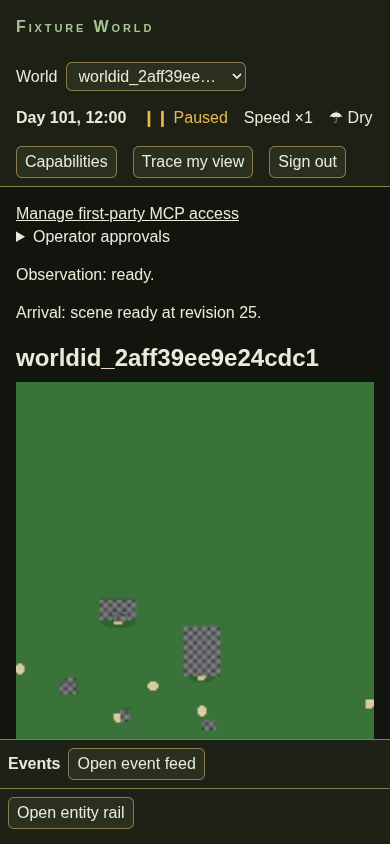 Fixture World
World worldid_2aff39ee…
Day 101, 12:00 ❙❙ Paused Speed ×1 ☂ Dry
Capabilities Trace my view Sign out
Manage first-party MCP access
▶ Operator approvals
Observation: ready.
Arrival: scene ready at revision 25.
worldid_2aff39ee9e24cdc1
Events Open event feed
Open entity rail